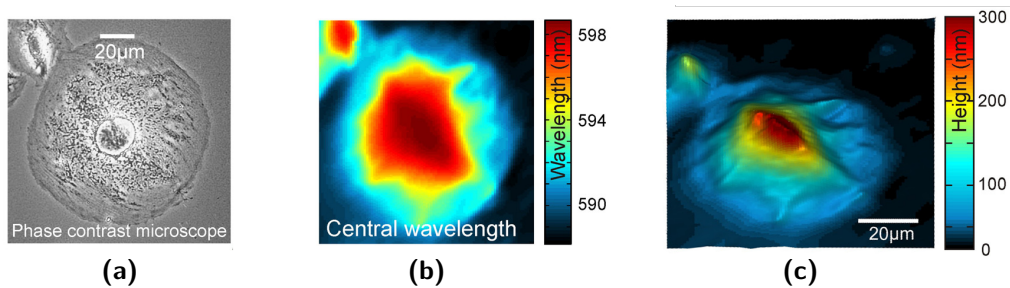 20µm
Phase contrast microscope
(a)
Central wavelength
Wavelength (nm)
598
594
590
(b)
20µm
Height (nm)
300
200
100
0
(c)